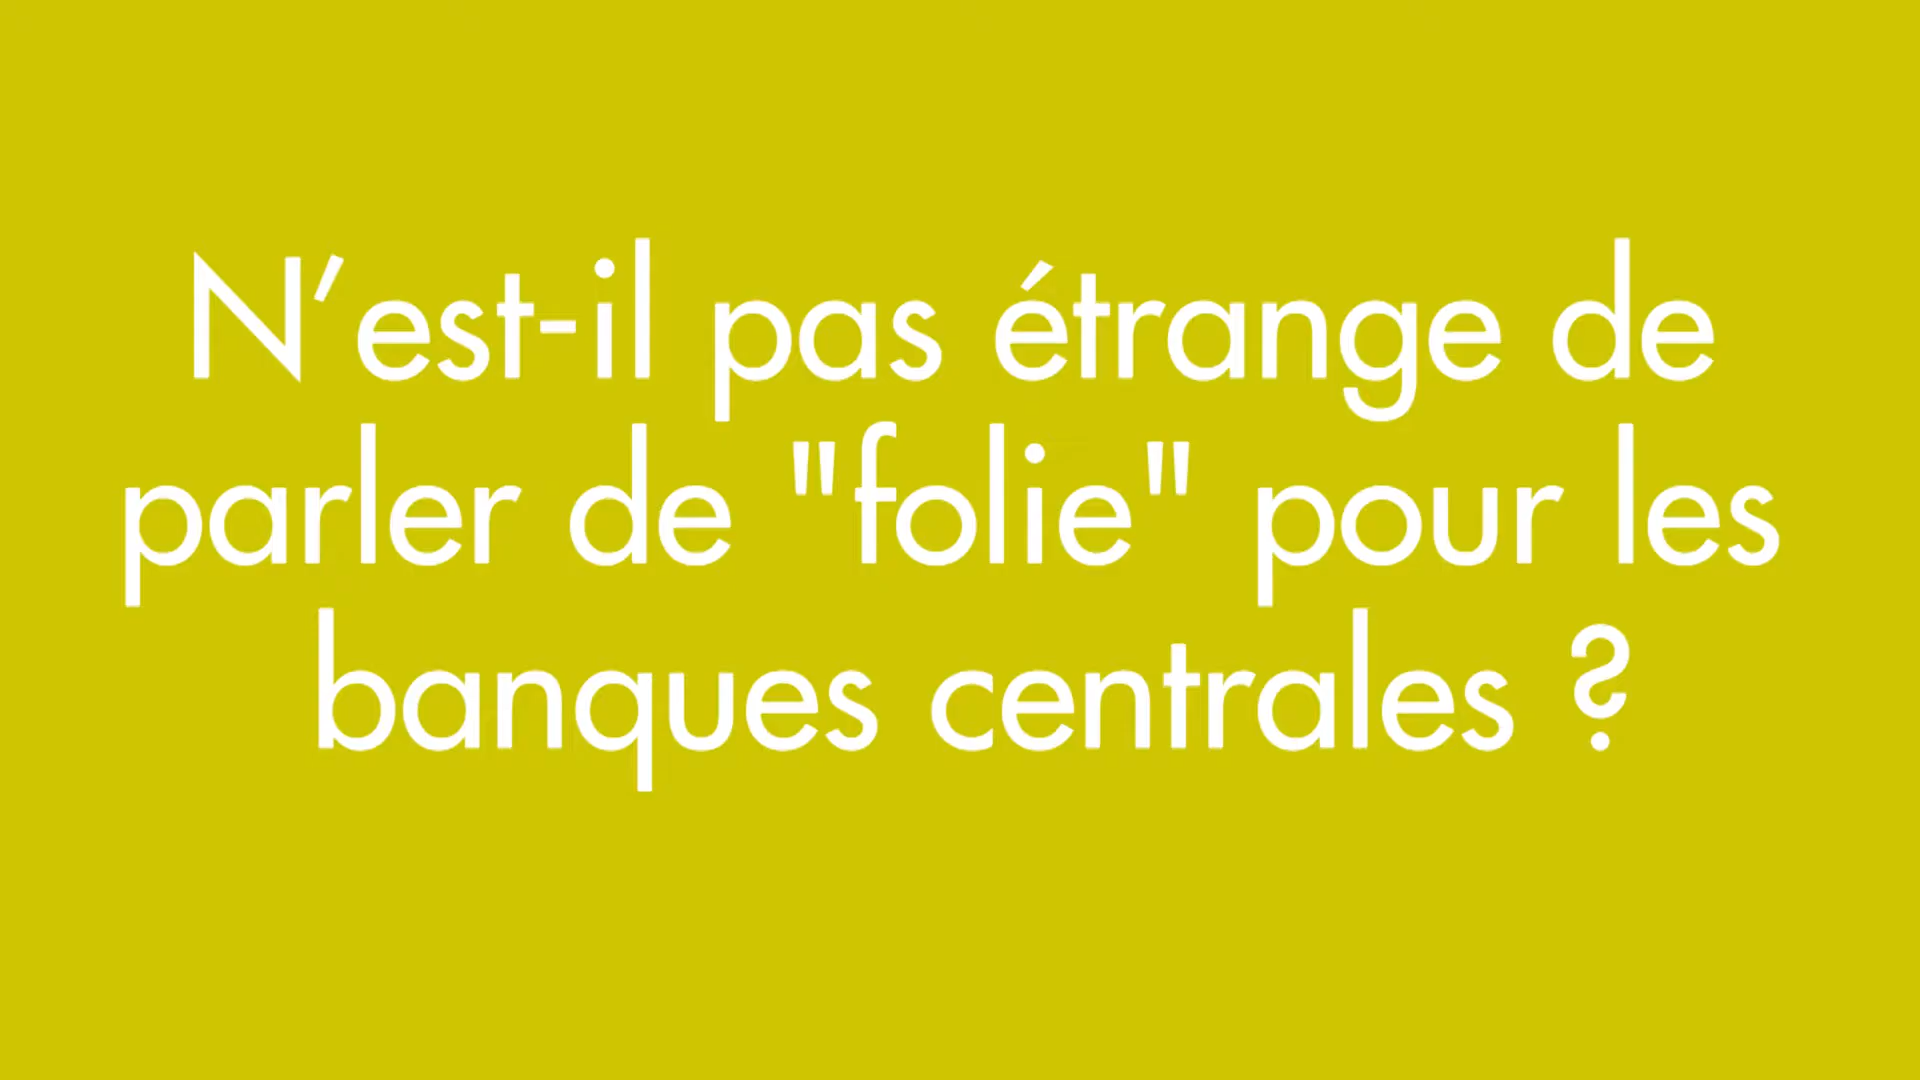 N’est-il pas étrange de
parler de "folie" pour les
banques centrales ?